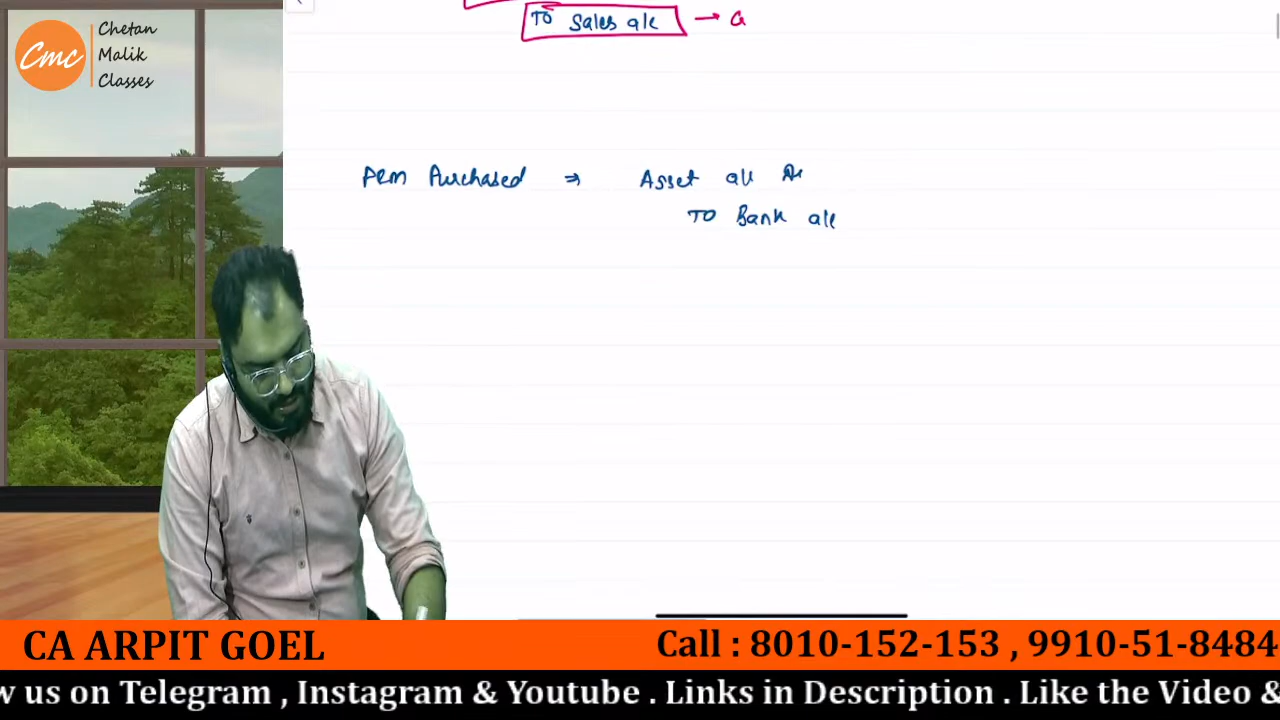 Chetan
Malik
Classes
cmc
To Sales a/c → G
P&M Purchased ⇒ Asset a/c Dr
To Bank a/c
CA ARPIT GOEL
Call : 8010-152-153 , 9910-51-8484
w us on Telegram , Instagram & Youtube . Links in Description . Like the Video &